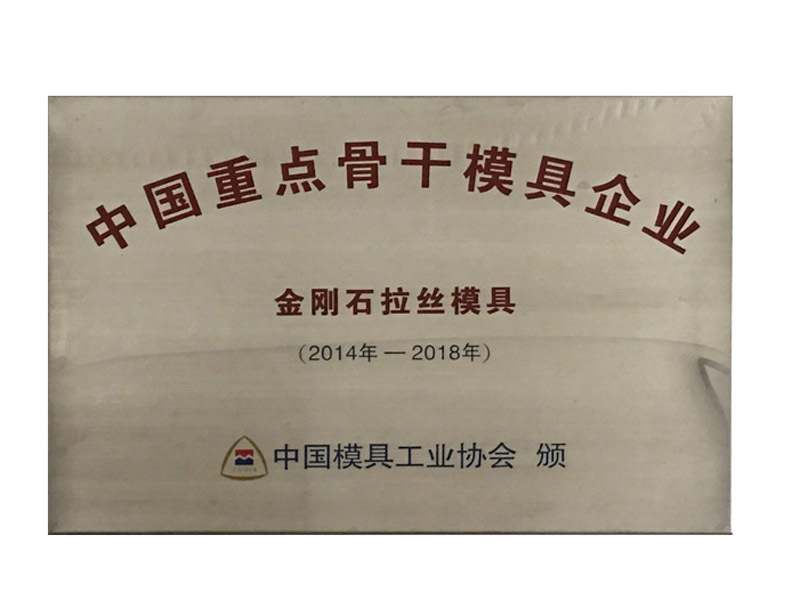 中国重点骨干模具企业
金刚石拉丝模具
（2014年 — 2018年）
中国模具工业协会 颁